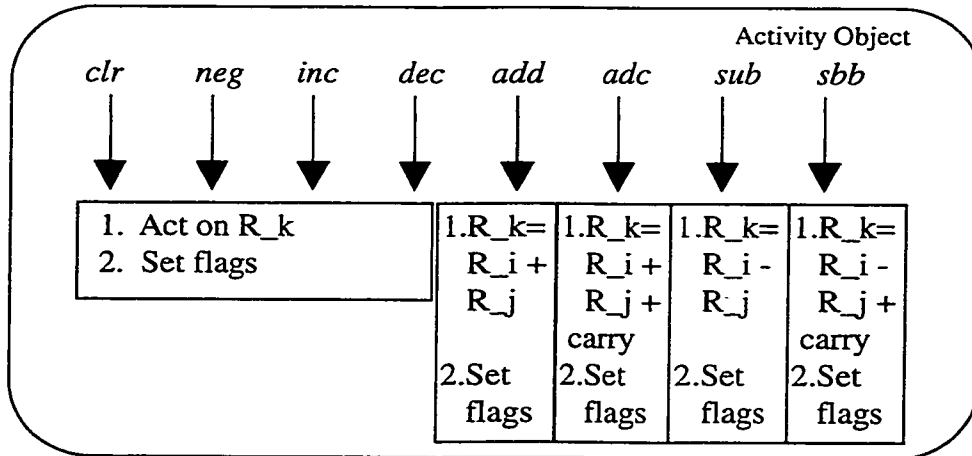 Activity Object
clr neg inc dec add adc sub sbb
1. Act on R_k
2. Set flags
1.R_k=
R_i +
R_j
2.Set
flags
1.R_k=
R_i +
R_j +
carry
2.Set
flags
1.R_k=
R_i -
R_j
2.Set
flags
1.R_k=
R_i -
R_j +
carry
2.Set
flags